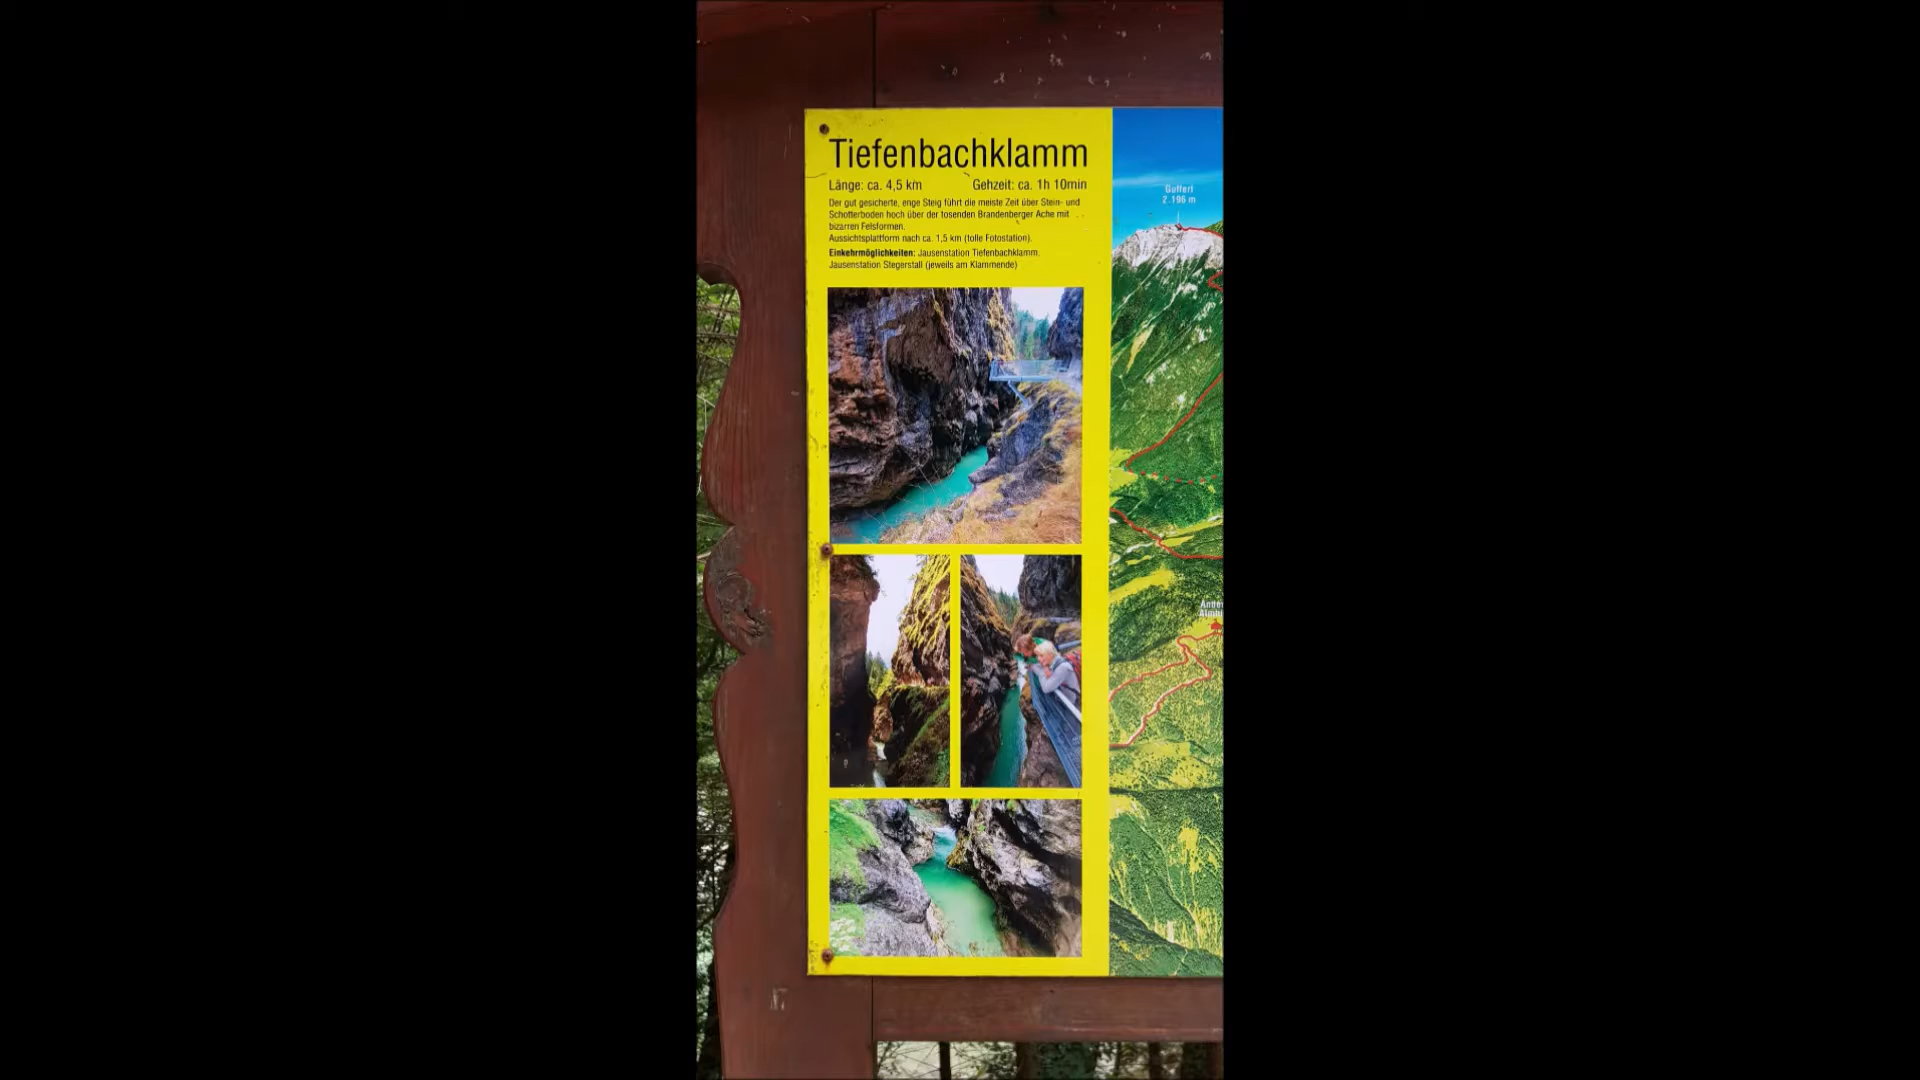 Tiefenbachklamm
Länge: ca. 4,5 km Gehzeit: ca. 1h 10min
Der gut gesicherte, enge Steig führt die meiste Zeit über Stein- und
Schotterboden hoch über der tosenden Brandenberger Ache mit
bizarren Felsformen.
Aussichtsplattform nach ca. 1,5 km (tolle Fotostation).
Einkehrmöglichkeiten: Jausenstation Tiefenbachklamm,
Jausenstation Stegerstall (jeweils am Klammende)
Guffert
2.196 m